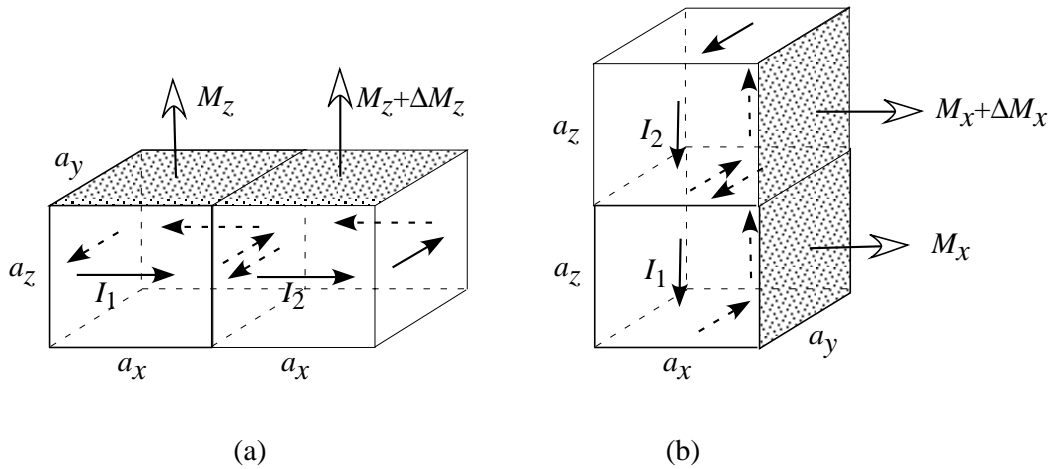 M_z
M_z+ΔM_z
a_y
a_z
I_1
I_2
a_x
a_x
(a)
a_z
I_2
M_x+ΔM_x
a_z
I_1
M_x
a_y
a_x
(b)